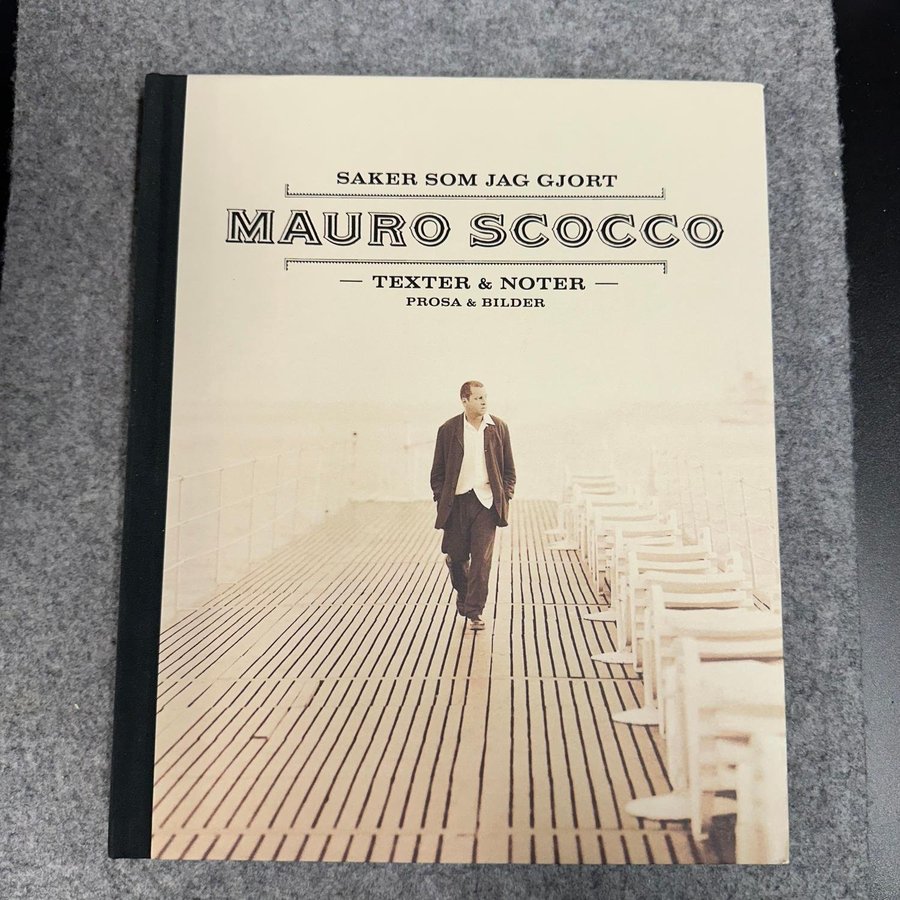 SAKER SOM JAG GJORT
MAURO SCOCCO
— TEXTER & NOTER —
PROSA & BILDER